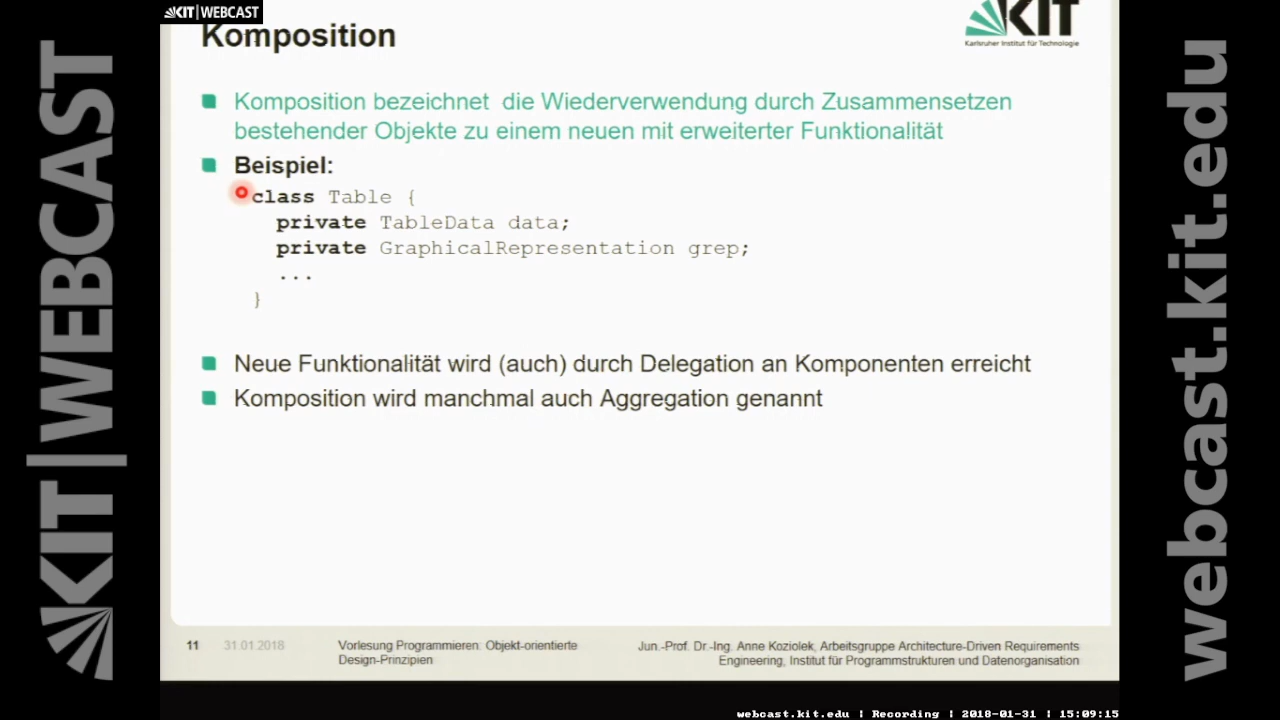 KIT|WEBCAST
Komposition
KIT
Karlsruher Institut für Technologie
Komposition bezeichnet die Wiederverwendung durch Zusammensetzen
bestehender Objekte zu einem neuen mit erweiterter Funktionalität
Beispiel:
class Table {
private TableData data;
private GraphicalRepresentation grep;
...
}
Neue Funktionalität wird (auch) durch Delegation an Komponenten erreicht
Komposition wird manchmal auch Aggregation genannt
11
31.01.2018
Vorlesung Programmieren: Objekt-orientierte
Design-Prinzipien
Jun.-Prof. Dr.-Ing. Anne Koziolek, Arbeitsgruppe Architecture-Driven Requirements
Engineering, Institut für Programmstrukturen und Datenorganisation
webcast.kit.edu | Recording | 2018-01-31 | 15:09:15
KIT|WEBCAST
webcast.kit.edu